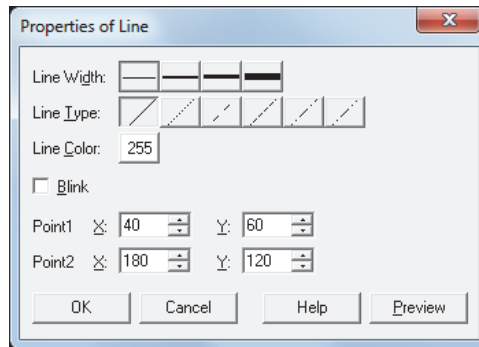 Properties of Line
Line Width:
Line Type:
Line Color: 255
Blink
Point1 X: 40 Y: 60
Point2 X: 180 Y: 120
OK Cancel Help Preview